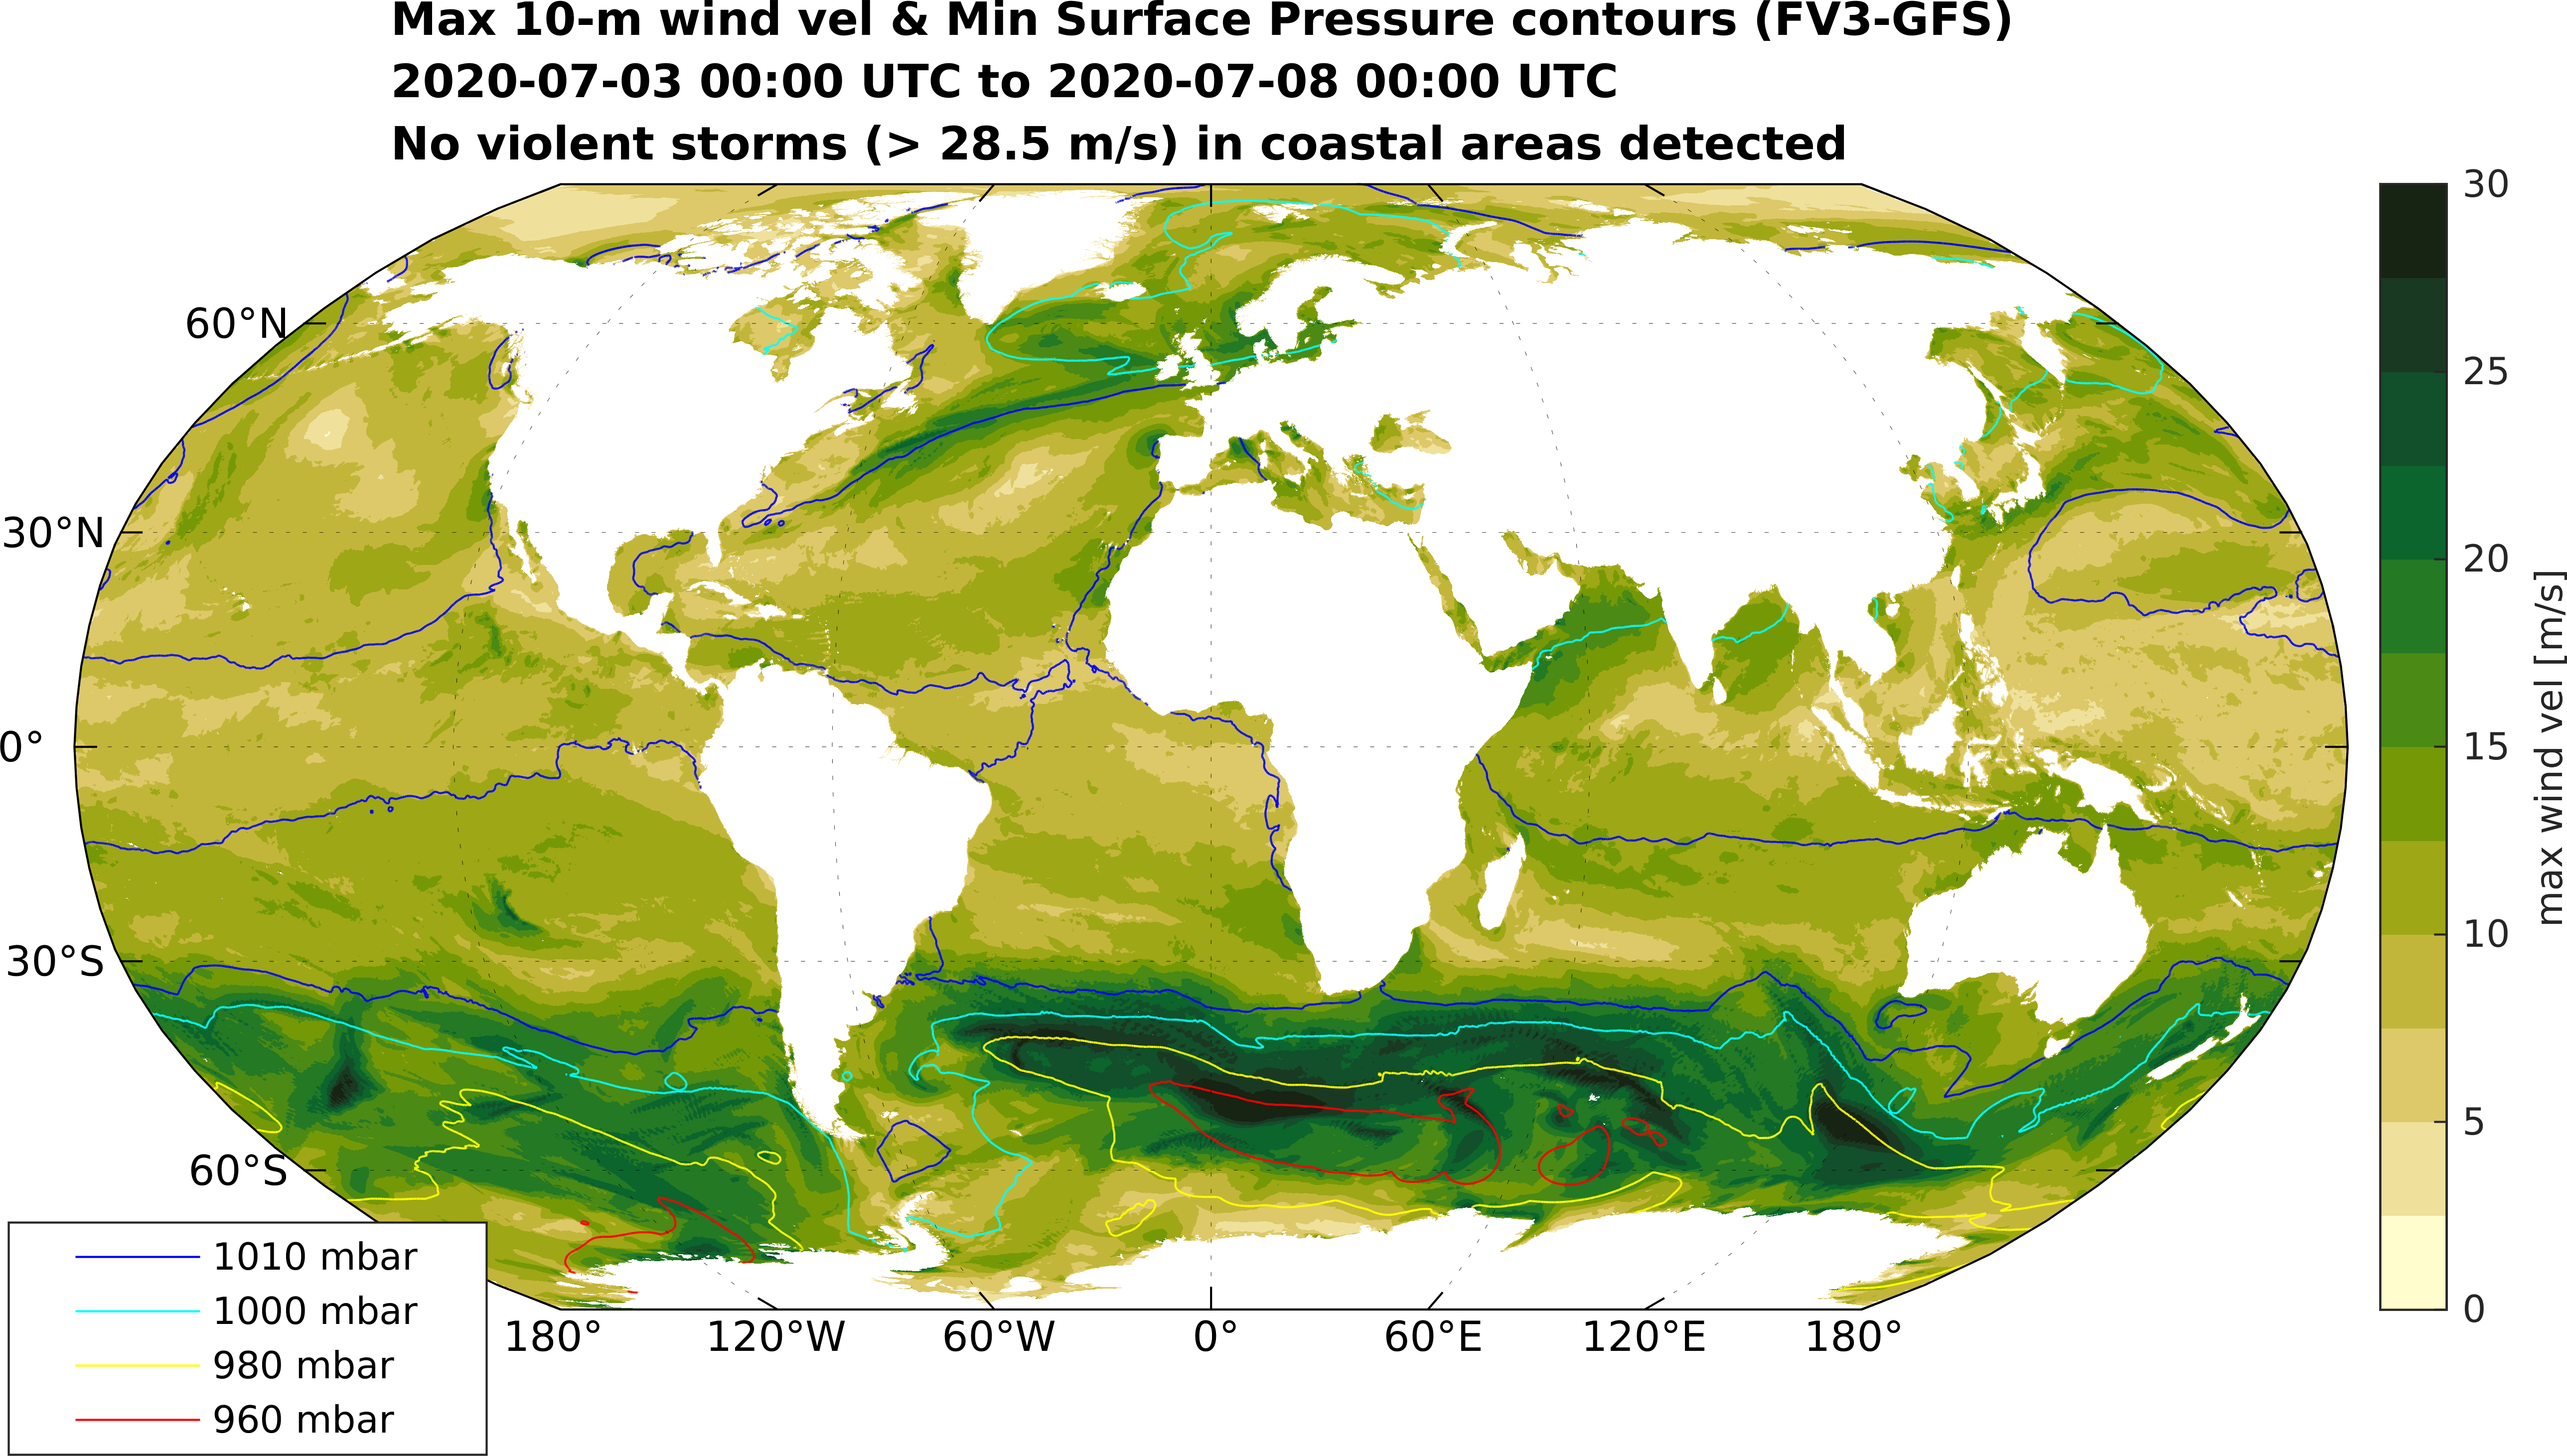 Max 10-m wind vel & Min Surface Pressure contours (FV3-GFS)
2020-07-03 00:00 UTC to 2020-07-08 00:00 UTC
No violent storms (> 28.5 m/s) in coastal areas detected
60°N
30°N
0°
30°S
60°S
180°
120°W
60°W
0°
60°E
120°E
180°
1010 mbar
1000 mbar
980 mbar
960 mbar
30
25
20
15
10
5
0
max wind vel [m/s]